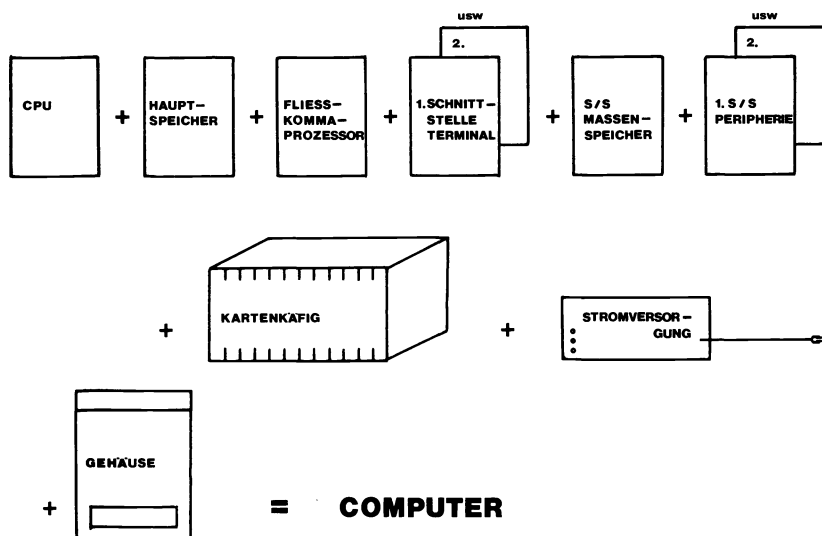 usw
2.
CPU
+
HAUPT-
SPEICHER
+
FLIESS-
KOMMA-
PROZESSOR
+
1. SCHNITT-
STELLE
TERMINAL
+
S/S
MASSEN-
SPEICHER
+
usw
2.
1. S/S
PERIPHERIE
+
KARTENKÄFIG
+
STROMVERSOR-
GUNG
+
GEHÄUSE
= COMPUTER